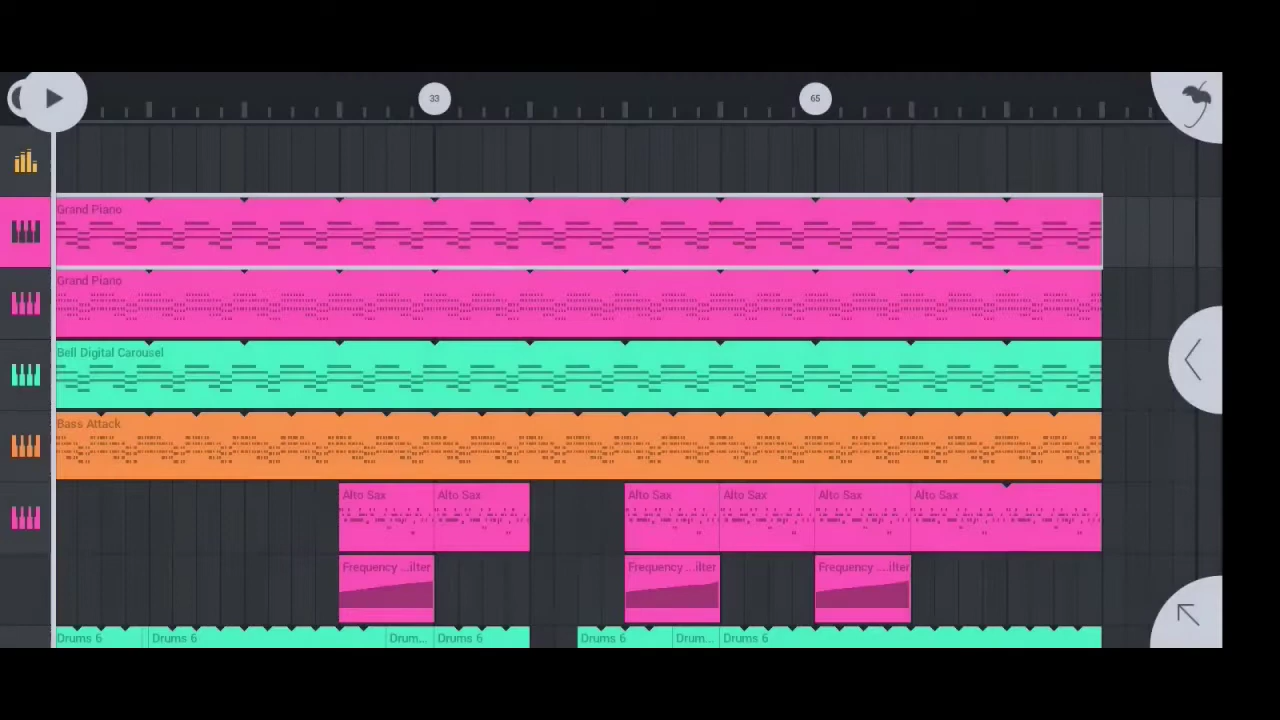 33 65
Grand Piano
Grand Piano
Bell Digital Carousel
Bass Attack
Alto Sax Alto Sax Alto Sax Alto Sax Alto Sax Alto Sax
Frequency ...ilter Frequency ...ilter Frequency ...ilter
Drums 6 Drums 6 Drum... Drums 6 Drums 6 Drum... Drums 6